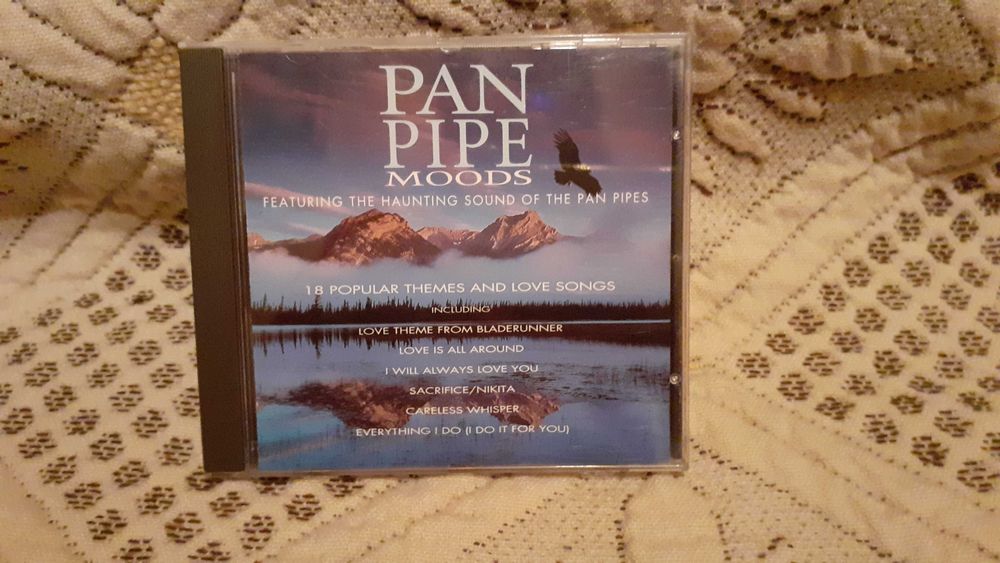 PAN
PIPE
MOODS
FEATURING THE HAUNTING SOUND OF THE PAN PIPES
18 POPULAR THEMES AND LOVE SONGS
INCLUDING
LOVE THEME FROM BLADERUNNER
LOVE IS ALL AROUND
I WILL ALWAYS LOVE YOU
SACRIFICE/NIKITA
CARELESS WHISPER
EVERYTHING I DO (I DO IT FOR YOU)